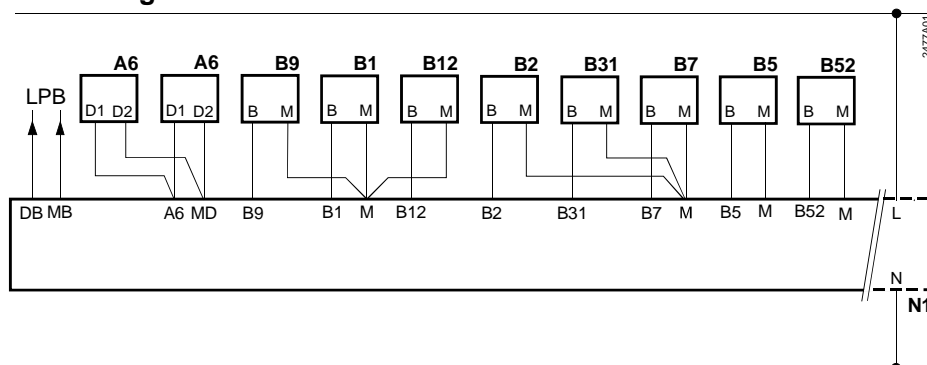 A6 A6 B9 B1 B12 B2 B31 B7 B5 B52
LPB
D1 D2 D1 D2 B M B M B M B M B M B M B M B M
DB MB A6 MD B9 B1 M B12 B2 B31 B7 M B5 M B52 M L
N
N1
2477A01